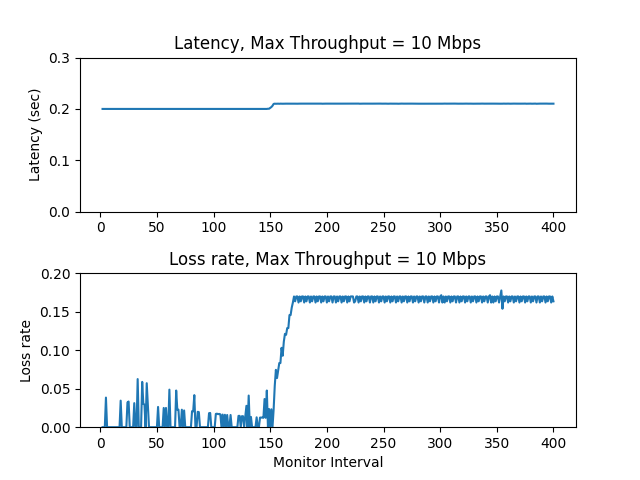 Latency, Max Throughput = 10 Mbps
0.3
0.2
0.1
0.0
Latency (sec)
0 50 100 150 200 250 300 350 400
Loss rate, Max Throughput = 10 Mbps
0.20
0.15
0.10
0.05
0.00
Loss rate
0 50 100 150 200 250 300 350 400
Monitor Interval